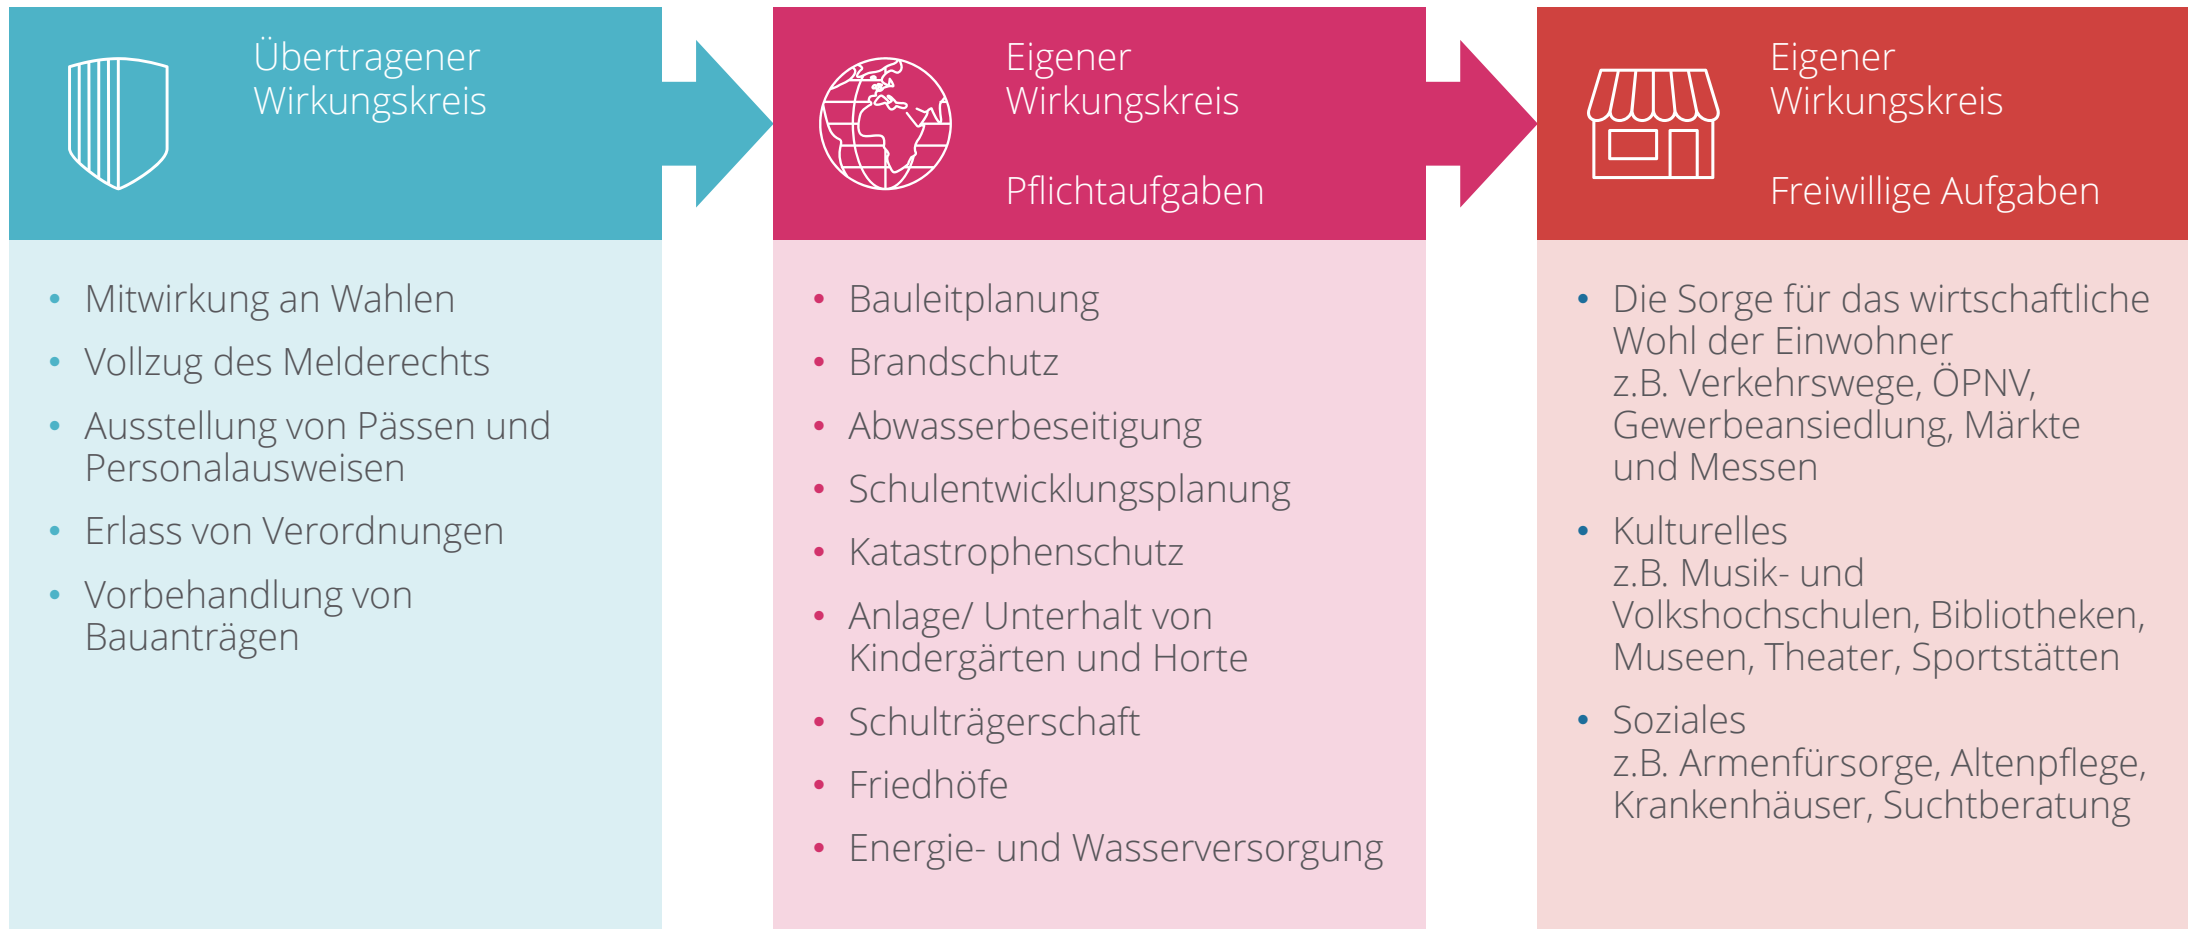 Übertragener
Wirkungskreis
• Mitwirkung an Wahlen
• Vollzug des Melderechts
• Ausstellung von Pässen und
Personalausweisen
• Erlass von Verordnungen
• Vorbehandlung von
Bauanträgen
Eigener
Wirkungskreis
Pflichtaufgaben
• Bauleitplanung
• Brandschutz
• Abwasserbeseitigung
• Schulentwicklungsplanung
• Katastrophenschutz
• Anlage/ Unterhalt von
Kindergärten und Horte
• Schulträgerschaft
• Friedhöfe
• Energie- und Wasserversorgung
Eigener
Wirkungskreis
Freiwillige Aufgaben
• Die Sorge für das wirtschaftliche
Wohl der Einwohner
z.B. Verkehrswege, ÖPNV,
Gewerbeansiedlung, Märkte
und Messen
• Kulturelles
z.B. Musik- und
Volkshochschulen, Bibliotheken,
Museen, Theater, Sportstätten
• Soziales
z.B. Armenfürsorge, Altenpflege,
Krankenhäuser, Suchtberatung